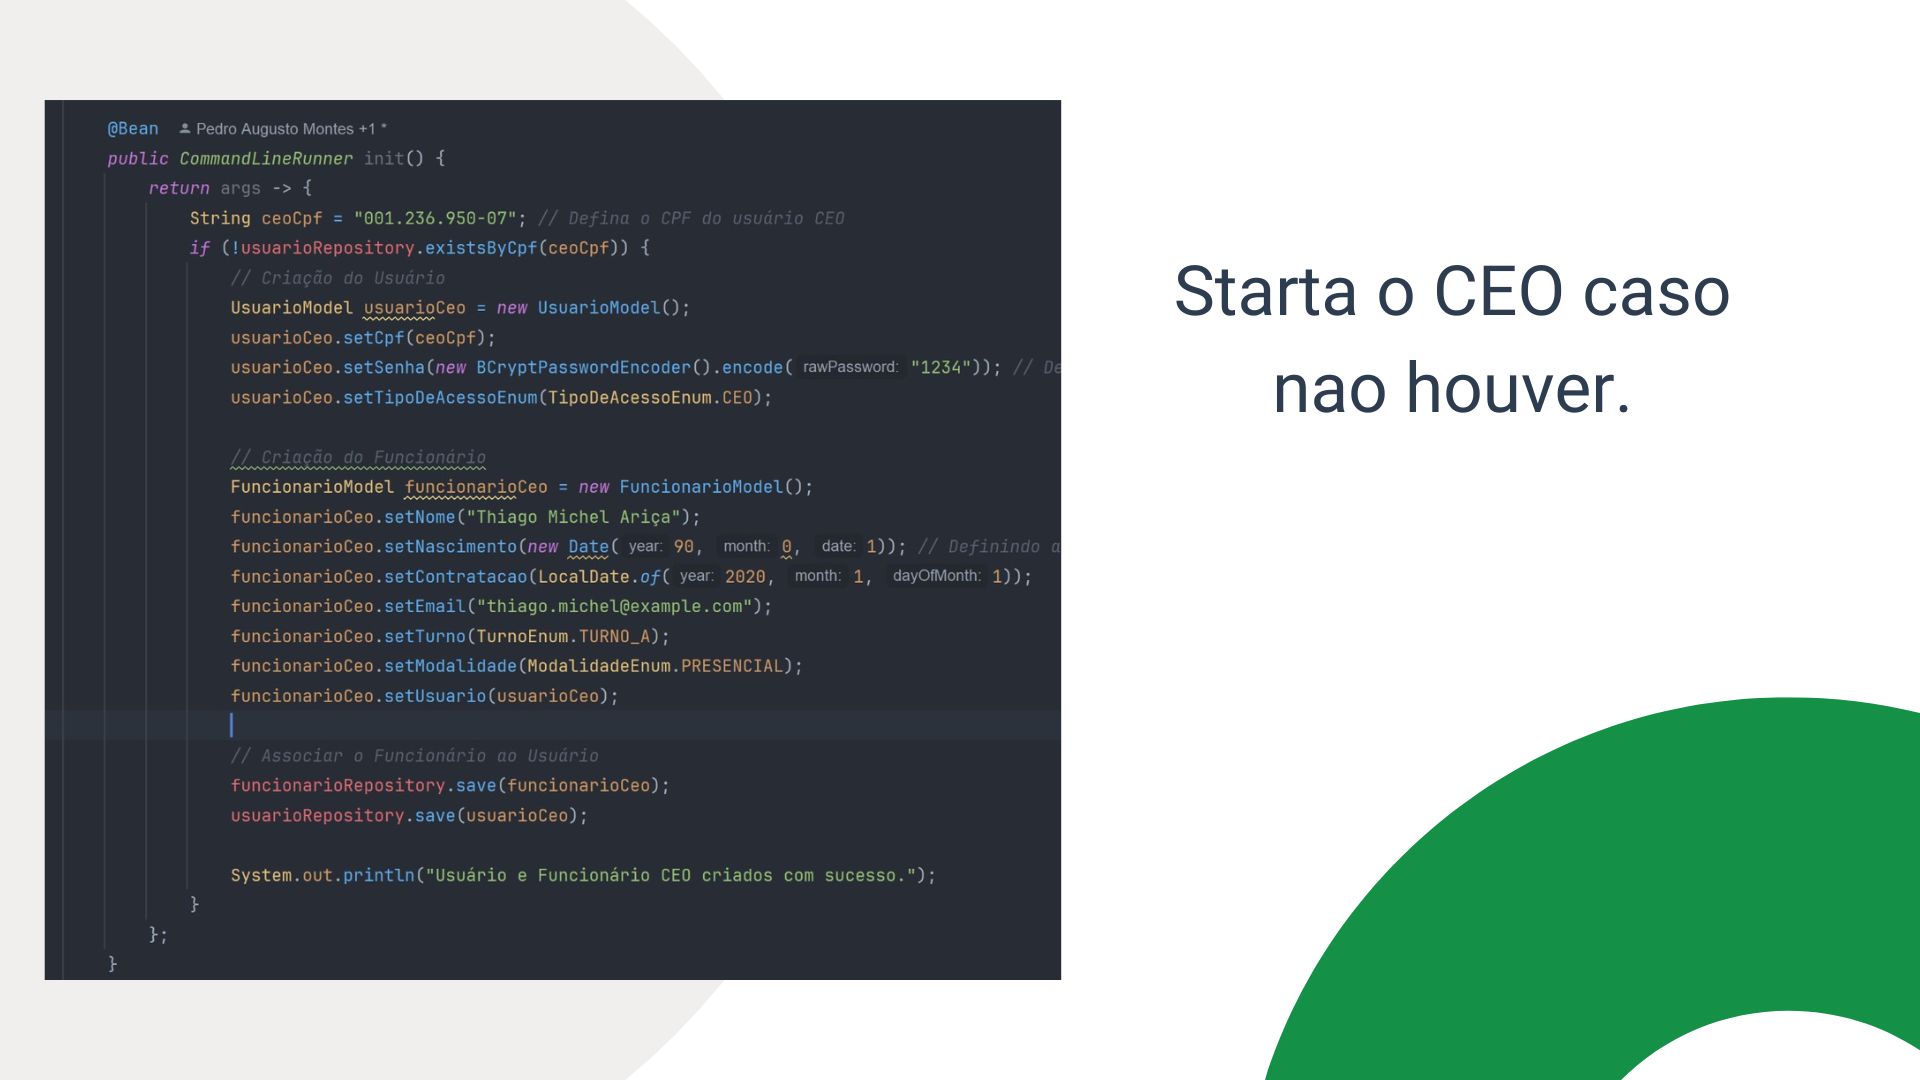 @Bean Pedro Augusto Montes +1 *
public CommandLineRunner init() {
return args -> {
String ceoCpf = "001.236.950-07"; // Defina o CPF do usuário CEO
if (!usuarioRepository.existsByCpf(ceoCpf)) {
// Criação do Usuário
UsuarioModel usuarioCeo = new UsuarioModel();
usuarioCeo.setCpf(ceoCpf);
usuarioCeo.setSenha(new BCryptPasswordEncoder().encode( rawPassword: "1234")); // De
usuarioCeo.setTipoDeAcessoEnum(TipoDeAcessoEnum.CEO);
// Criação do Funcionário
FuncionarioModel funcionarioCeo = new FuncionarioModel();
funcionarioCeo.setNome("Thiago Michel Ariça");
funcionarioCeo.setNascimento(new Date( year: 90, month: 0, date: 1)); // Definindo a
funcionarioCeo.setContratacao(LocalDate.of( year: 2020, month: 1, dayOfMonth: 1));
funcionarioCeo.setEmail("thiago.michel@example.com");
funcionarioCeo.setTurno(TurnoEnum.TURNO_A);
funcionarioCeo.setModalidade(ModalidadeEnum.PRESENCIAL);
funcionarioCeo.setUsuario(usuarioCeo);
// Associar o Funcionário ao Usuário
funcionarioRepository.save(funcionarioCeo);
usuarioRepository.save(usuarioCeo);
System.out.println("Usuário e Funcionário CEO criados com sucesso.");
}
};
}
Starta o CEO caso
nao houver.